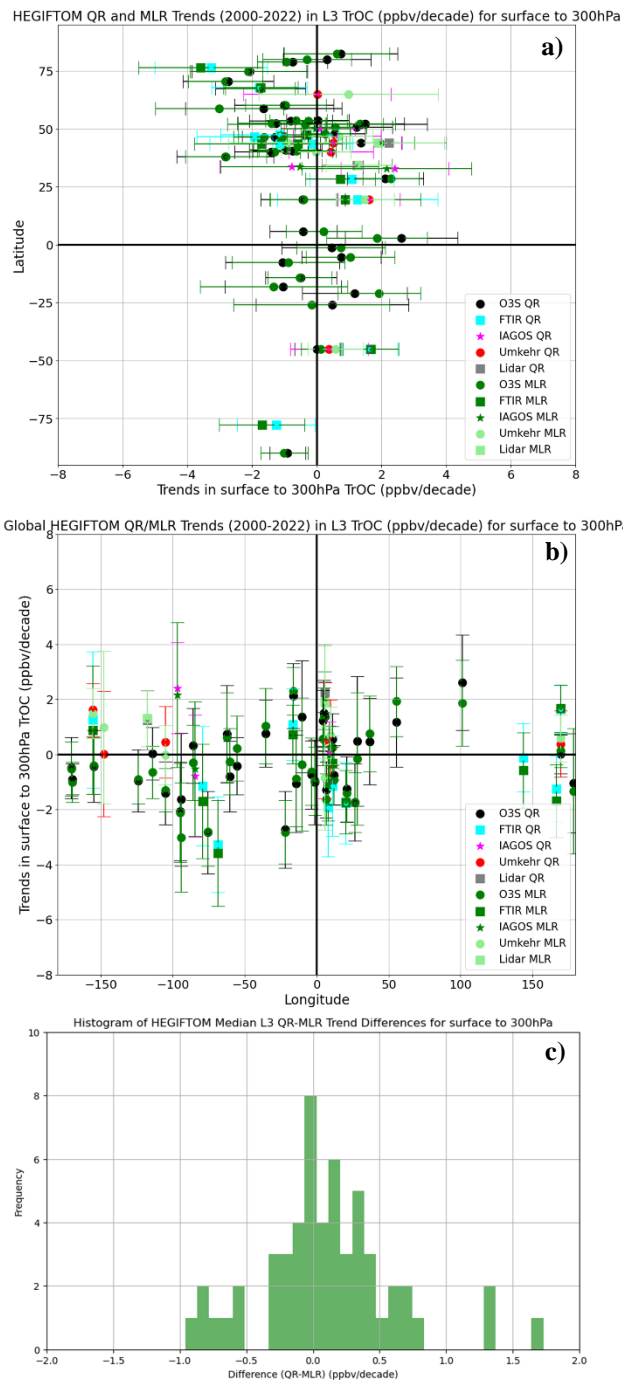 HEGIFTOM QR and MLR Trends (2000-2022) in L3 TrOC (ppbv/decade) for surface to 300hPa
a)
75
50
25
0
−25
−50
−75
Latitude
O3S QR
FTIR QR
IAGOS QR
Umkehr QR
Lidar QR
O3S MLR
FTIR MLR
IAGOS MLR
Umkehr MLR
Lidar MLR
−8 −6 −4 −2 0 2 4 6 8
Trends in surface to 300hPa TrOC (ppbv/decade)
Global HEGIFTOM QR/MLR Trends (2000-2022) in L3 TrOC (ppbv/decade) for surface to 300hPa
b)
8
6
4
2
0
−2
−4
−6
−8
Trends in surface to 300hPa TrOC (ppbv/decade)
O3S QR
FTIR QR
IAGOS QR
Umkehr QR
Lidar QR
O3S MLR
FTIR MLR
IAGOS MLR
Umkehr MLR
Lidar MLR
−150 −100 −50 0 50 100 150
Longitude
Histogram of HEGIFTOM Median L3 QR-MLR Trend Differences for surface to 300hPa
c)
10
8
6
4
2
0
Frequency
−2.0 −1.5 −1.0 −0.5 0.0 0.5 1.0 1.5 2.0
Difference (QR-MLR) (ppbv/decade)